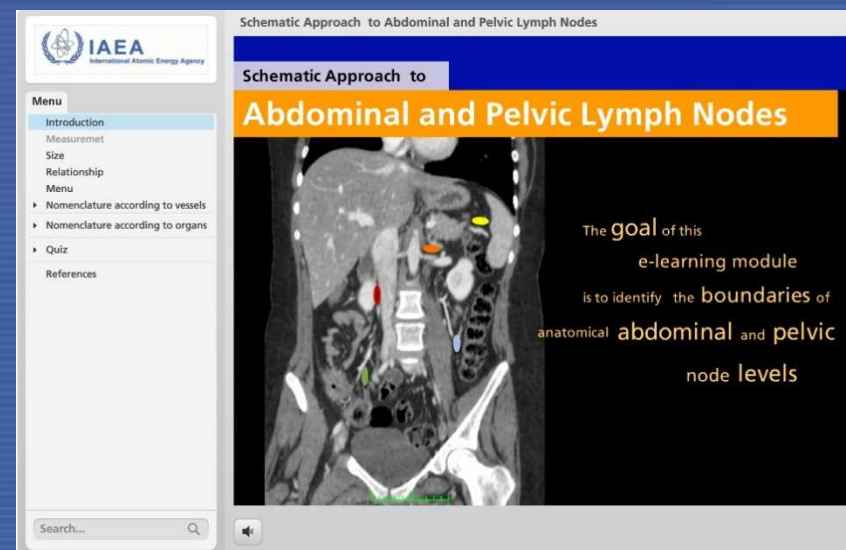 IAEA
International Atomic Energy Agency
Menu
Introduction
Measuremet
Size
Relationship
Menu
Nomenclature according to vessels
Nomenclature according to organs
Quiz
References
Search...
Schematic Approach to Abdominal and Pelvic Lymph Nodes
Schematic Approach to
Abdominal and Pelvic Lymph Nodes
The goal of this
e-learning module
is to identify the boundaries of
anatomical abdominal and pelvic
node levels